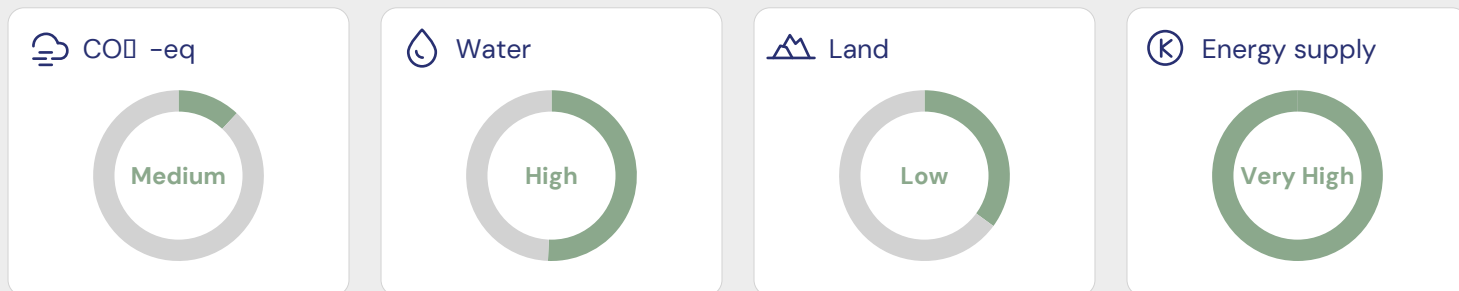 CO▯ -eq
Water
Land
Energy supply
Medium
High
Low
Very High